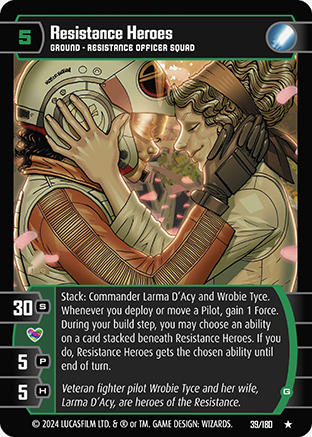 5
Resistance Heroes
GROUND - RESISTANCE OFFICER SQUAD
Stack: Commander Larma D'Acy and Wrobie Tyce.
Whenever you deploy or move a Pilot, gain 1 Force.
During your build step, you may choose an ability
on a card stacked beneath Resistance Heroes. If you
do, Resistance Heroes gets the chosen ability until
end of turn.
30 S
5 P
5 H
Veteran fighter pilot Wrobie Tyce and her wife,
Larma D'Acy, are heroes of the Resistance.
G
© 2024 LUCASFILM LTD. & ® or TM. GAME DESIGN: WIZARDS.
39/180 ★